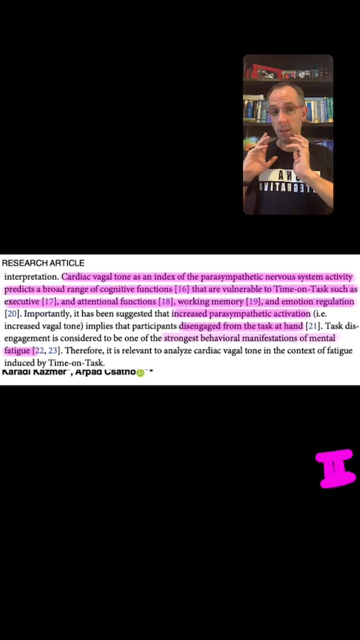 RESEARCH ARTICLE
interpretation. Cardiac vagal tone as an index of the parasympathetic nervous system activity
predicts a broad range of cognitive functions [16] that are vulnerable to Time-on-Task such as
executive [17], and attentional functions [18], working memory [19], and emotion regulation
[20]. Importantly, it has been suggested that increased parasympathetic activation (i.e.
increased vagal tone) implies that participants disengaged from the task at hand [21]. Task dis-
engagement is considered to be one of the strongest behavioral manifestations of mental
fatigue [22, 23]. Therefore, it is relevant to analyze cardiac vagal tone in the context of fatigue
induced by Time-on-Task.
Karadi Kazmer, Arpad Csatho
II